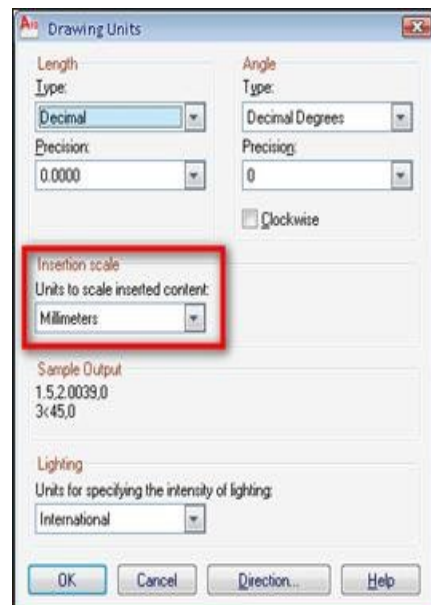 Drawing Units
Length
Type:
Decimal
Precision:
0.0000
Angle
Type:
Decimal Degrees
Precision:
0
Clockwise
Insertion scale
Units to scale inserted content:
Millimeters
Sample Output
1.5,2.0039,0
3<45,0
Lighting
Units for specifying the intensity of lighting:
International
OK
Cancel
Direction...
Help